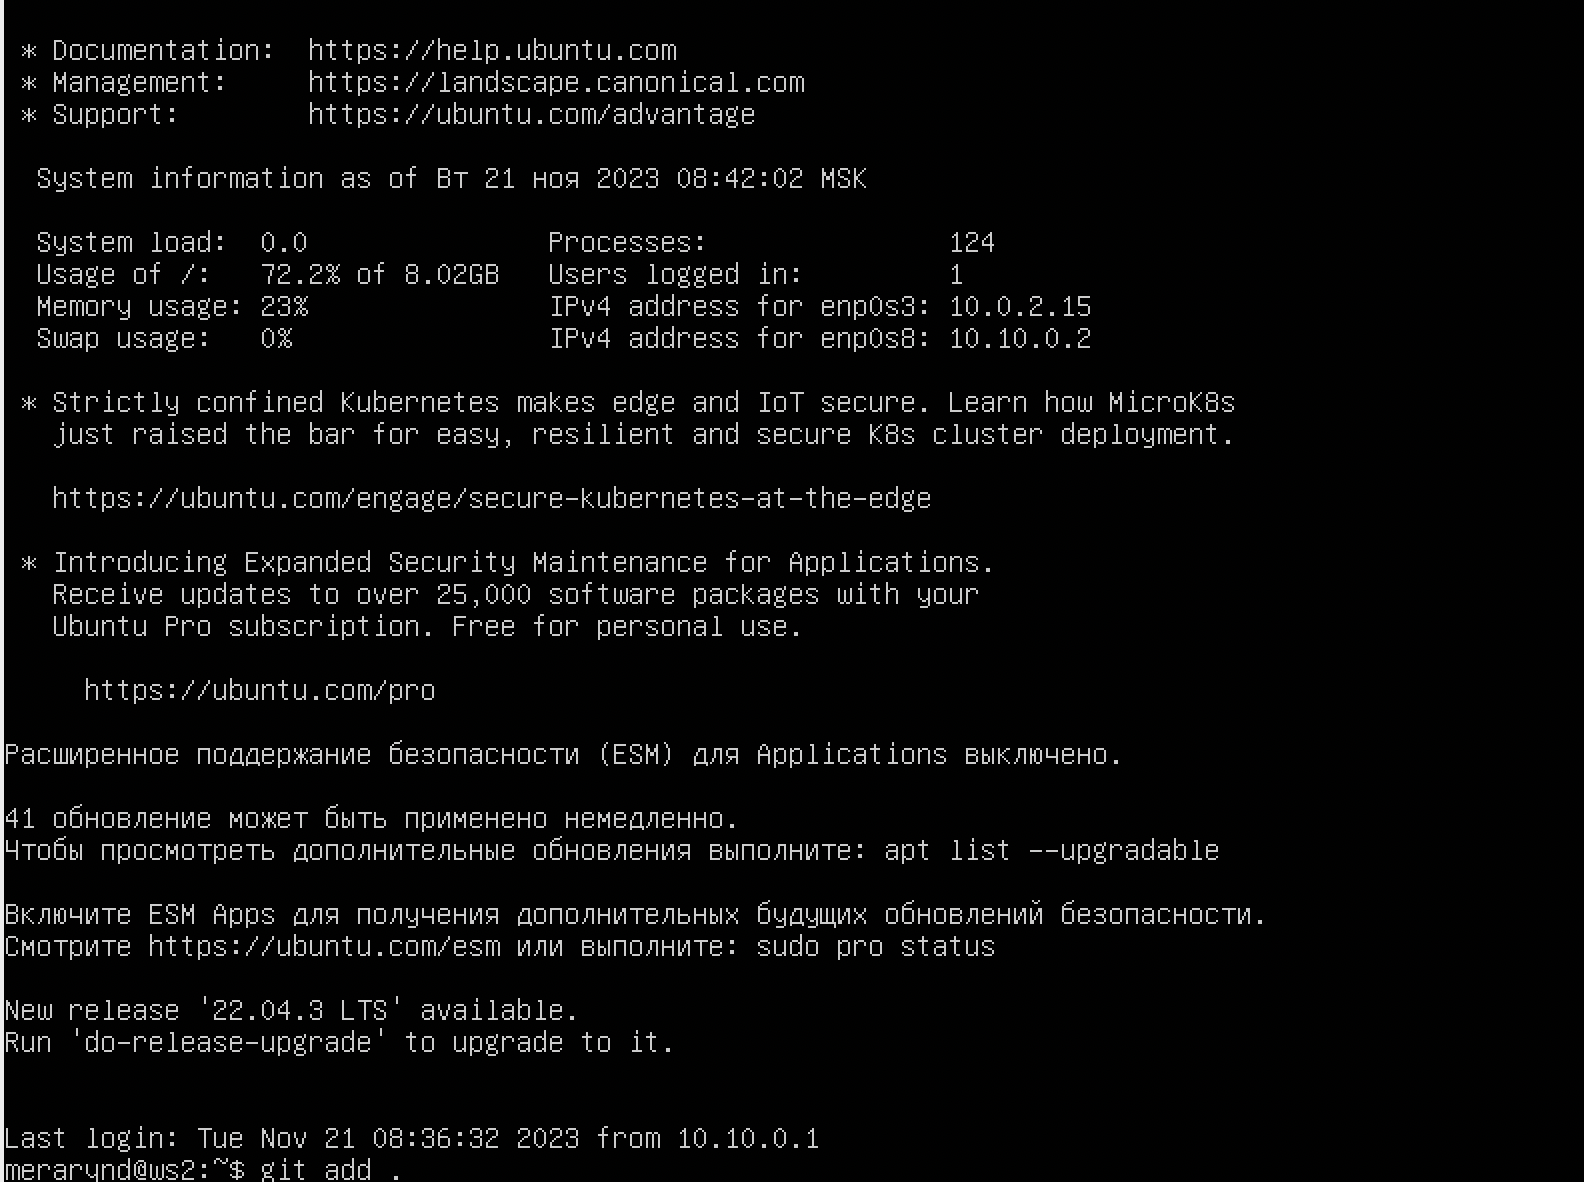 * Documentation:  https://help.ubuntu.com
* Management:     https://landscape.canonical.com
* Support:        https://ubuntu.com/advantage
System information as of Вт 21 ноя 2023 08:42:02 MSK
System load:  0.0               Processes:               124
Usage of /:   72.2% of 8.02GB   Users logged in:         1
Memory usage: 23%               IPv4 address for enp0s3: 10.0.2.15
Swap usage:   0%                IPv4 address for enp0s8: 10.10.0.2
* Strictly confined Kubernetes makes edge and IoT secure. Learn how MicroK8s
just raised the bar for easy, resilient and secure K8s cluster deployment.
https://ubuntu.com/engage/secure-kubernetes-at-the-edge
* Introducing Expanded Security Maintenance for Applications.
Receive updates to over 25,000 software packages with your
Ubuntu Pro subscription. Free for personal use.
https://ubuntu.com/pro
Расширенное поддержание безопасности (ESM) для Applications выключено.
41 обновление может быть применено немедленно.
Чтобы просмотреть дополнительные обновления выполните: apt list --upgradable
Включите ESM Apps для получения дополнительных будущих обновлений безопасности.
Смотрите https://ubuntu.com/esm или выполните: sudo pro status
New release '22.04.3 LTS' available.
Run 'do-release-upgrade' to upgrade to it.
Last login: Tue Nov 21 08:36:32 2023 from 10.10.0.1
merarynd@ws2:~$ git add .